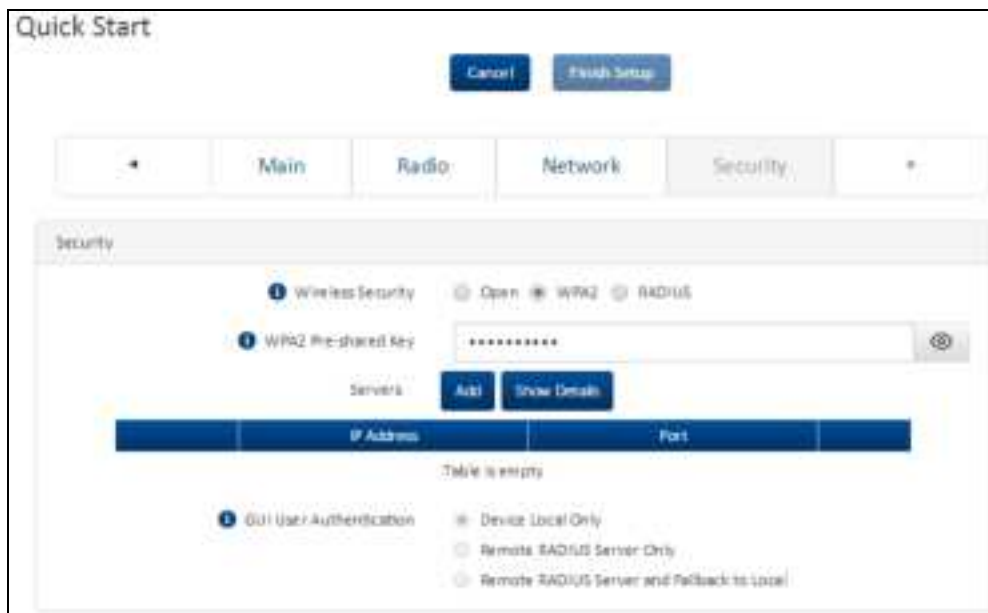 Quick Start
Cancel Finish Setup
Main Radio Network Security
Security
Wireless Security Open WPA2 RADIUS
WPA2 Pre-shared Key ••••••••••
Servers Add Show Details
IP Address Port
Table is empty
GUI User Authentication Device Local Only
Remote RADIUS Server Only
Remote RADIUS Server and Fallback to Local